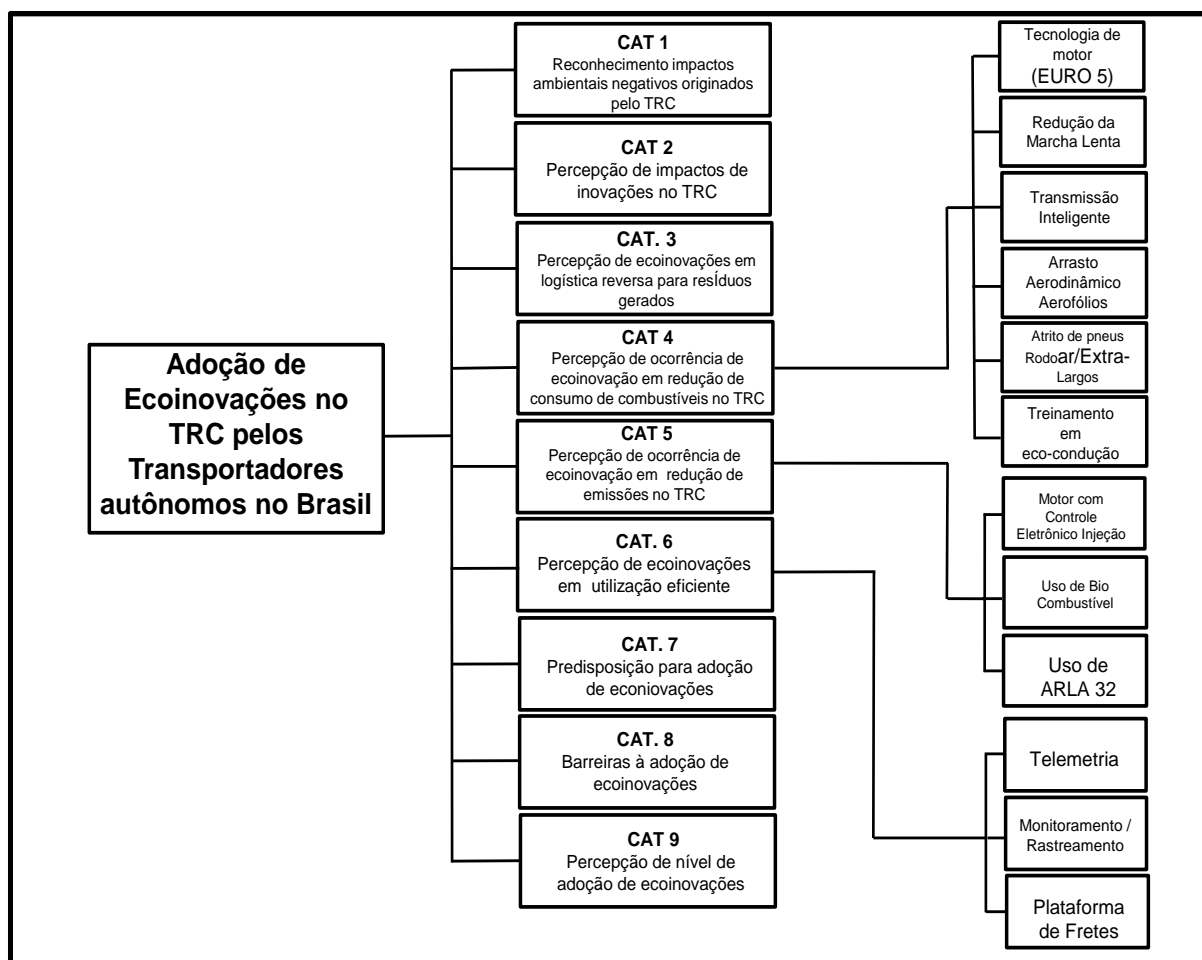 Adoção de
Ecoinovações no
TRC pelos
Transportadores
autônomos no Brasil
CAT 1
Reconhecimento impactos
ambientais negativos originados
pelo TRC
CAT 2
Percepção de impactos de
inovações no TRC
CAT. 3
Percepção de ecoinovações em
logística reversa para resÍduos
gerados
CAT 4
Percepção de ocorrência de
ecoinovação em redução de
consumo de combustíveis no TRC
CAT 5
Percepção de ocorrência de
ecoinovação em redução de
emissões no TRC
CAT. 6
Percepção de ecoinovações
em utilização eficiente
CAT. 7
Predisposição para adoção
de econiovações
CAT. 8
Barreiras à adoção de
ecoinovações
CAT 9
Percepção de nível de
adoção de ecoinovações
Tecnologia de
motor
(EURO 5)
Redução da
Marcha Lenta
Transmissão
Inteligente
Arrasto
Aerodinâmico
Aerofólios
Atrito de pneus
Rodoar/Extra-
Largos
Treinamento
em
eco-condução
Motor com
Controle
Eletrônico Injeção
Uso de Bio
Combustível
Uso de
ARLA 32
Telemetria
Monitoramento /
Rastreamento
Plataforma
de Fretes